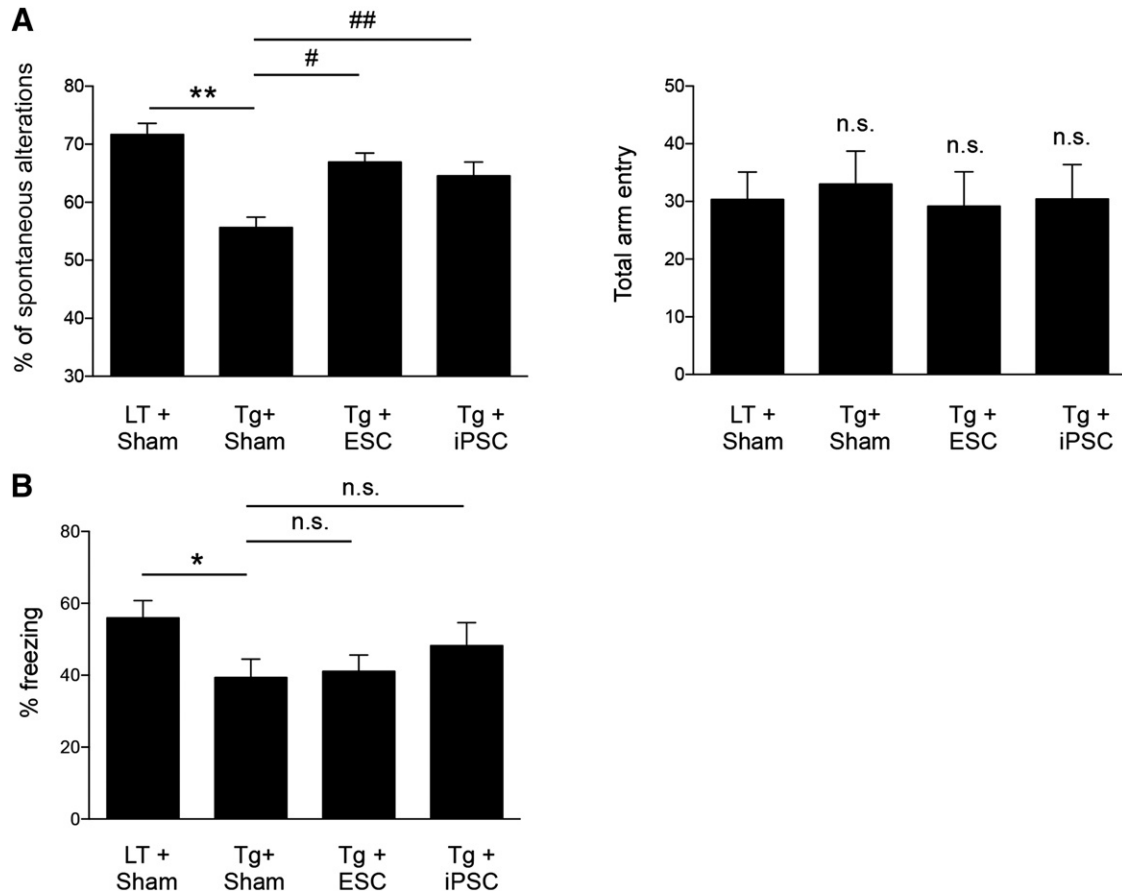 A
##
#
**
% of spontaneous alterations
80
70
60
50
40
30
LT +
Sham
Tg+
Sham
Tg +
ESC
Tg +
iPSC
Total arm entry
50
40
30
20
10
0
n.s.
n.s.
n.s.
LT +
Sham
Tg+
Sham
Tg +
ESC
Tg +
iPSC
B
n.s.
n.s.
*
% freezing
80
60
40
20
0
LT +
Sham
Tg+
Sham
Tg +
ESC
Tg +
iPSC